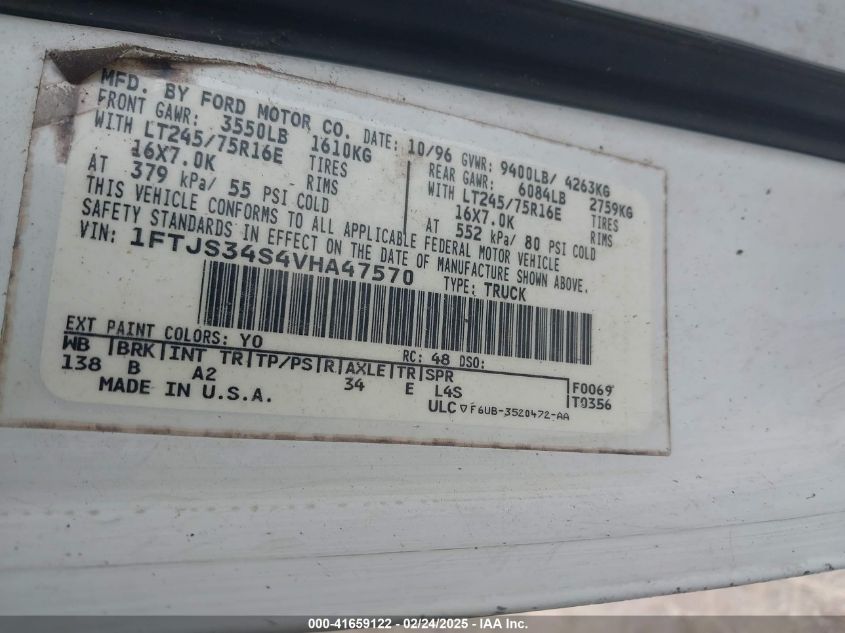 MFD. BY FORD MOTOR CO. DATE: 10/96 GVWR: 9400LB/ 4263KG
FRONT GAWR: 3550LB 1610KG REAR GAWR: 6084LB 2759KG
WITH LT245/75R16E TIRES WITH LT245/75R16E TIRES
16X7.0K RIMS 16X7.0K RIMS
AT 379 kPa/ 55 PSI COLD AT 552 kPa/ 80 PSI COLD
THIS VEHICLE CONFORMS TO ALL APPLICABLE FEDERAL MOTOR VEHICLE
SAFETY STANDARDS IN EFFECT ON THE DATE OF MANUFACTURE SHOWN ABOVE.
VIN: 1FTJS34S4VHA47570 TYPE: TRUCK
EXT PAINT COLORS: YO RC: 48 DSO:
WB BRK INT TR TP/PS R AXLE TR SPR
138 B A2 34 E L4S F0069
MADE IN U.S.A. T0356
ULC ▽ F6UB-3520472-AA
000-41659122 - 02/24/2025 - IAA Inc.